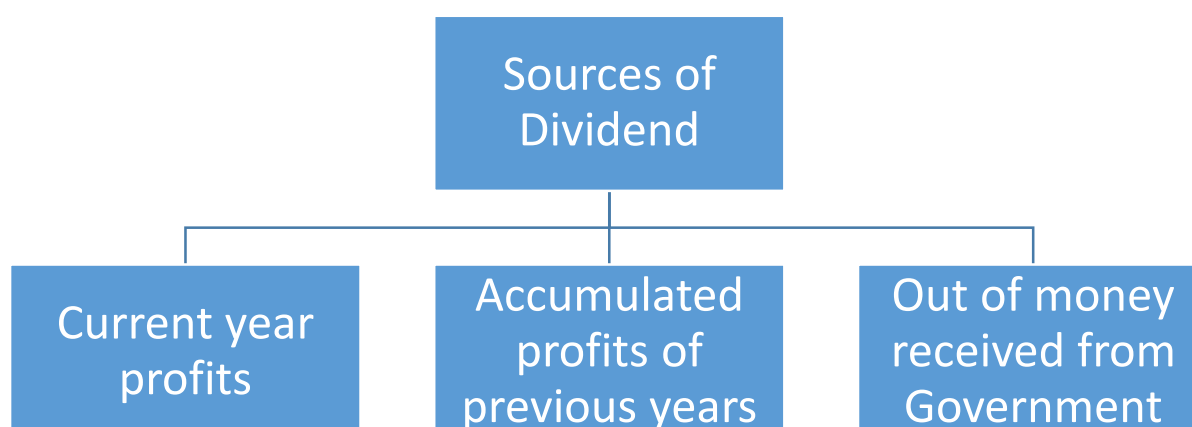 Sources of
Dividend
Current year
profits
Accumulated
profits of
previous years
Out of money
received from
Government